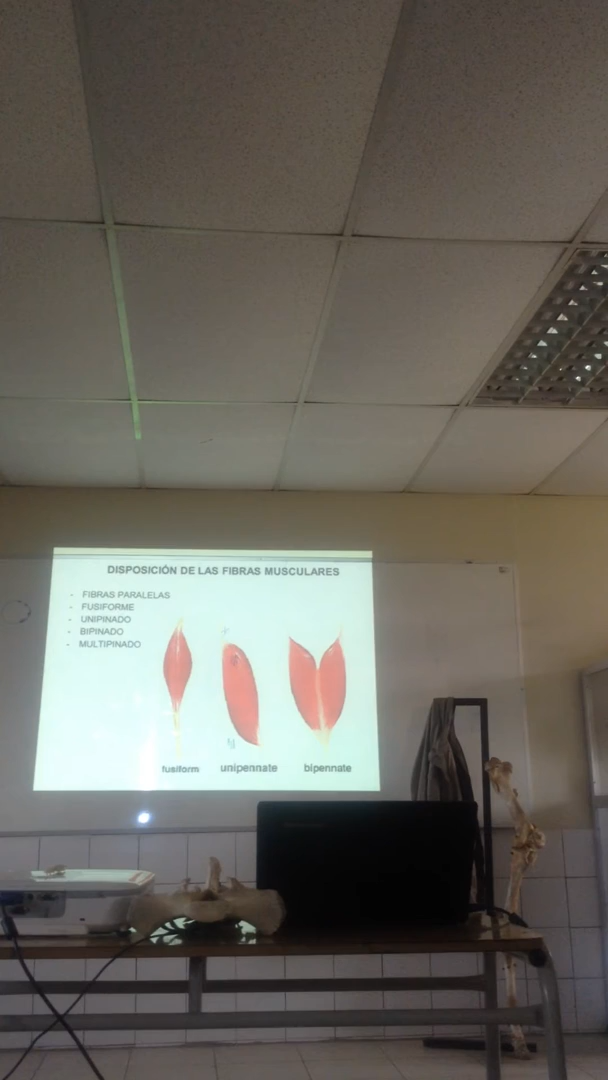 DISPOSICIÓN DE LAS FIBRAS MUSCULARES
- FIBRAS PARALELAS
- FUSIFORME
- UNIPINADO
- BIPINADO
- MULTIPINADO
fusiform unipennate bipennate